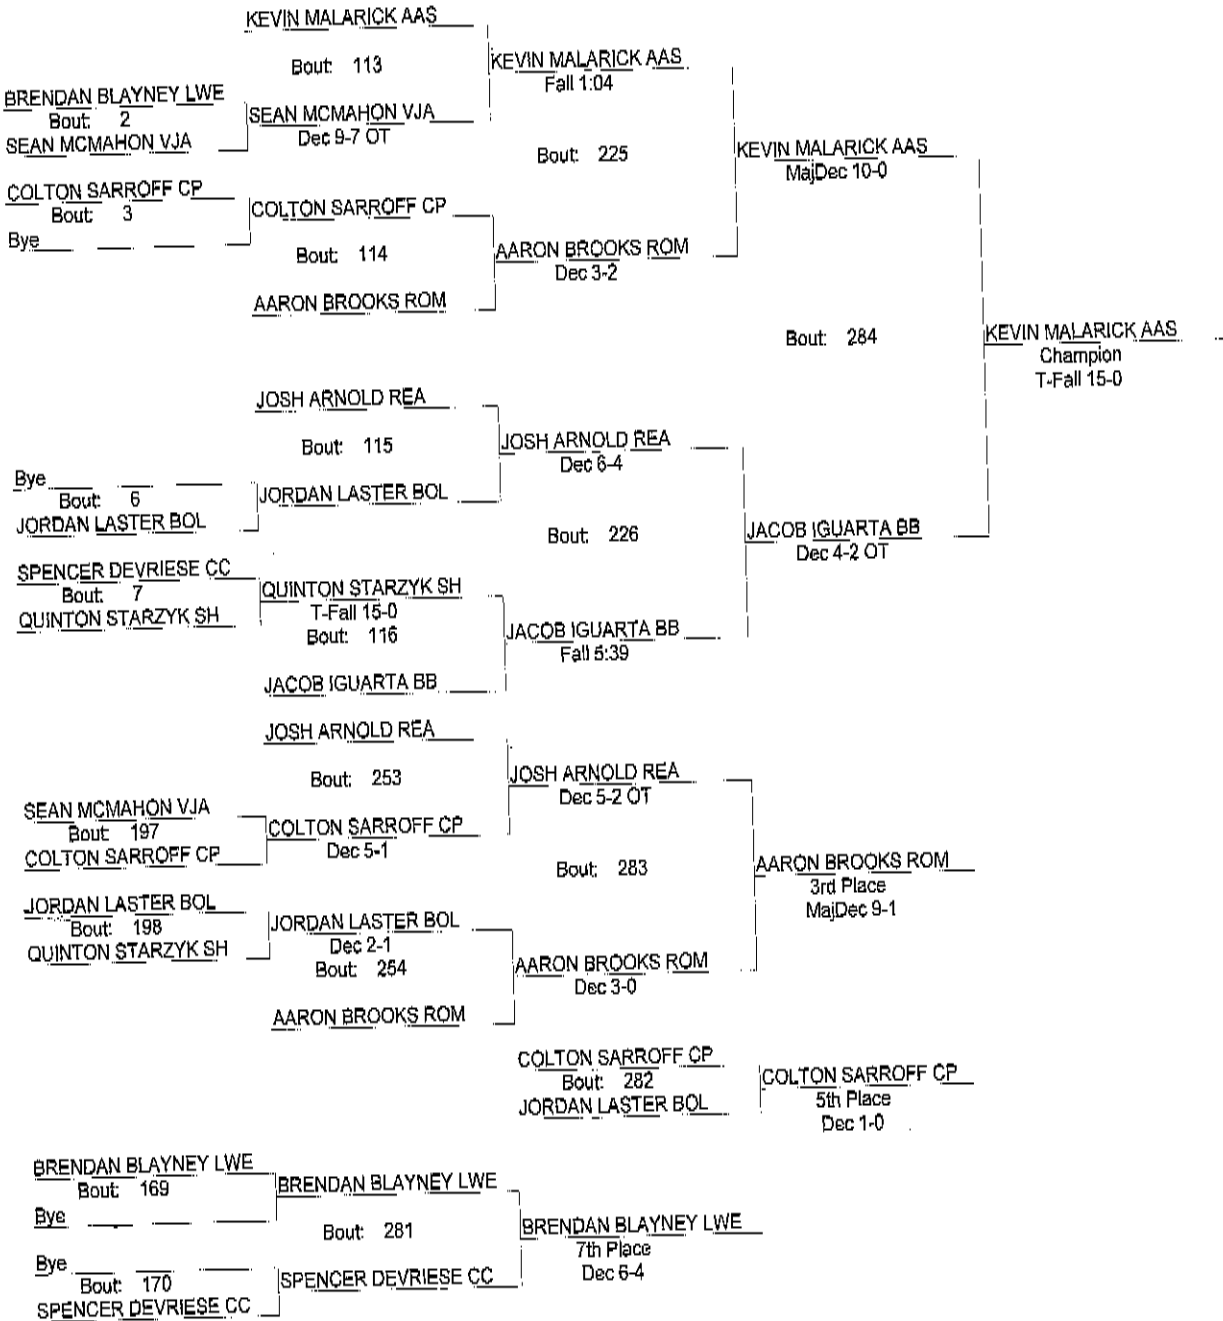 KEVIN MALARICK AAS
Bout: 113
KEVIN MALARICK AAS
Fall 1:04
BRENDAN BLAYNEY LWE
Bout: 2
SEAN MCMAHON VJA
SEAN MCMAHON VJA
Dec 9-7 OT
Bout: 225
KEVIN MALARICK AAS
MajDec 10-0
COLTON SARROFF CP
Bout: 3
Bye
COLTON SARROFF CP
Bout: 114
AARON BROOKS ROM
Dec 3-2
AARON BROOKS ROM
Bout: 284
KEVIN MALARICK AAS
Champion
T-Fall 15-0
JOSH ARNOLD REA
Bout: 115
JOSH ARNOLD REA
Dec 6-4
Bye
Bout: 6
JORDAN LASTER BOL
JORDAN LASTER BOL
Bout: 226
JACOB IGUARTA BB
Dec 4-2 OT
SPENCER DEVRIESE CC
Bout: 7
QUINTON STARZYK SH
QUINTON STARZYK SH
T-Fall 15-0
Bout: 116
JACOB IGUARTA BB
Fall 5:39
JACOB IGUARTA BB
JOSH ARNOLD REA
Bout: 253
JOSH ARNOLD REA
Dec 5-2 OT
SEAN MCMAHON VJA
Bout: 197
COLTON SARROFF CP
COLTON SARROFF CP
Dec 5-1
Bout: 283
AARON BROOKS ROM
3rd Place
MajDec 9-1
JORDAN LASTER BOL
Bout: 198
QUINTON STARZYK SH
JORDAN LASTER BOL
Dec 2-1
Bout: 254
AARON BROOKS ROM
Dec 3-0
AARON BROOKS ROM
COLTON SARROFF CP
Bout: 282
JORDAN LASTER BOL
COLTON SARROFF CP
5th Place
Dec 1-0
BRENDAN BLAYNEY LWE
Bout: 169
Bye
BRENDAN BLAYNEY LWE
Bout: 281
BRENDAN BLAYNEY LWE
7th Place
Dec 6-4
Bye
Bout: 170
SPENCER DEVRIESE CC
SPENCER DEVRIESE CC